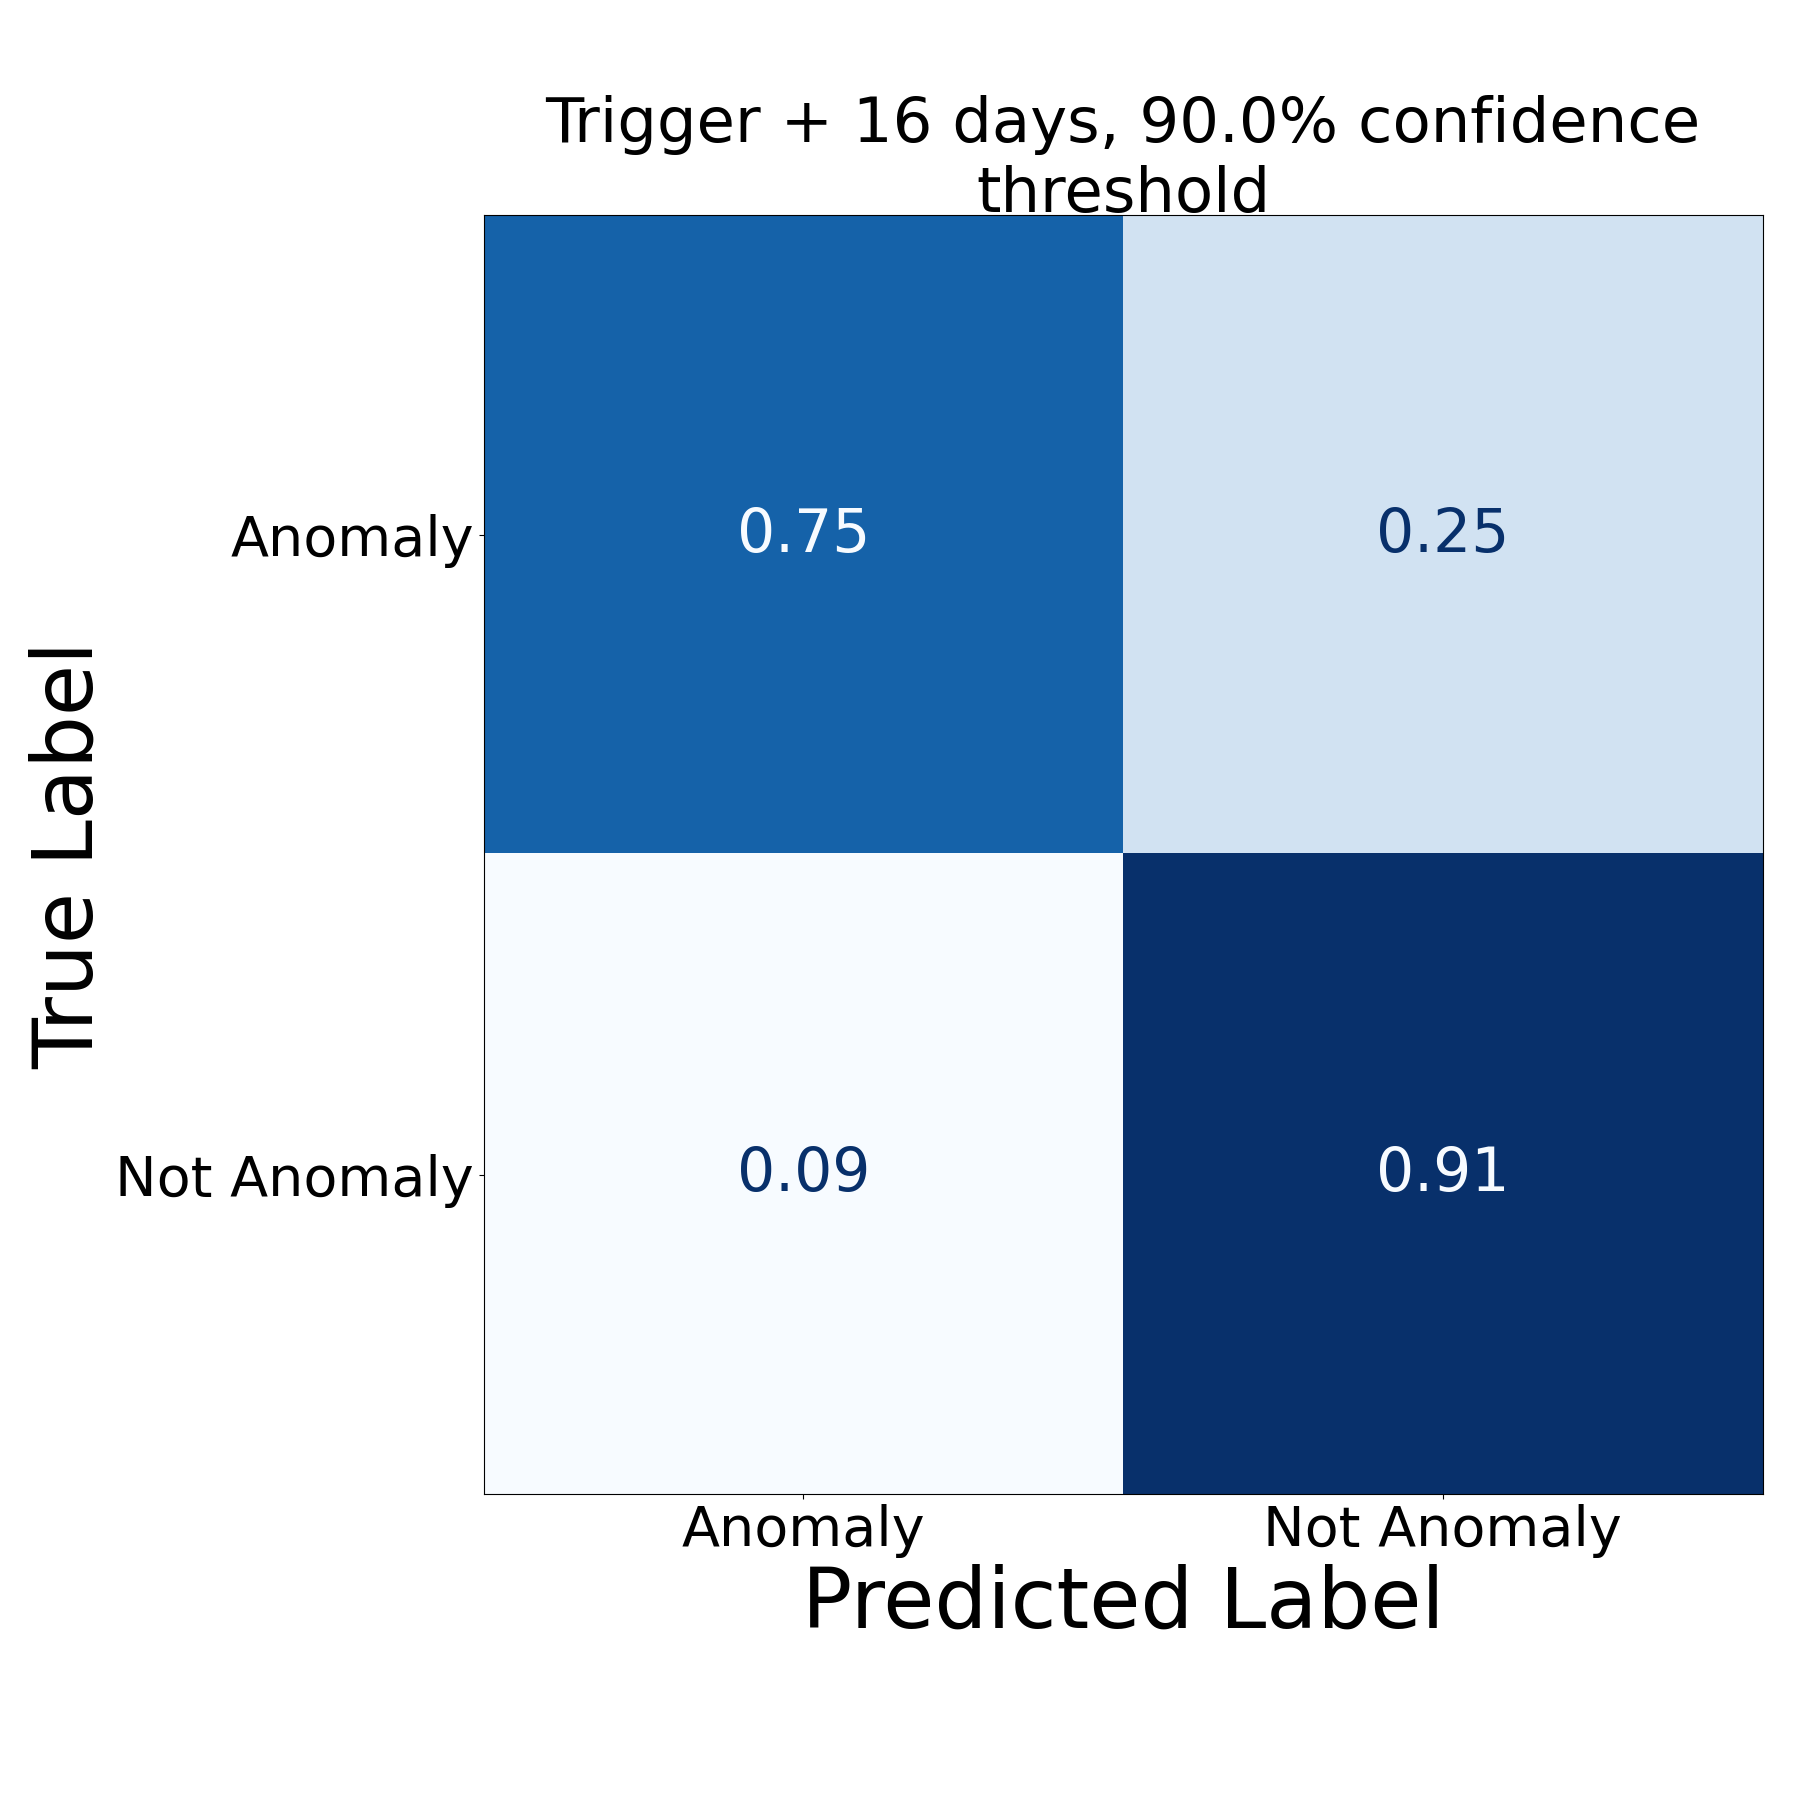 Trigger + 16 days, 90.0% confidence
threshold
True Label
Anomaly
0.75
0.25
Not Anomaly
0.09
0.91
Anomaly
Not Anomaly
Predicted Label